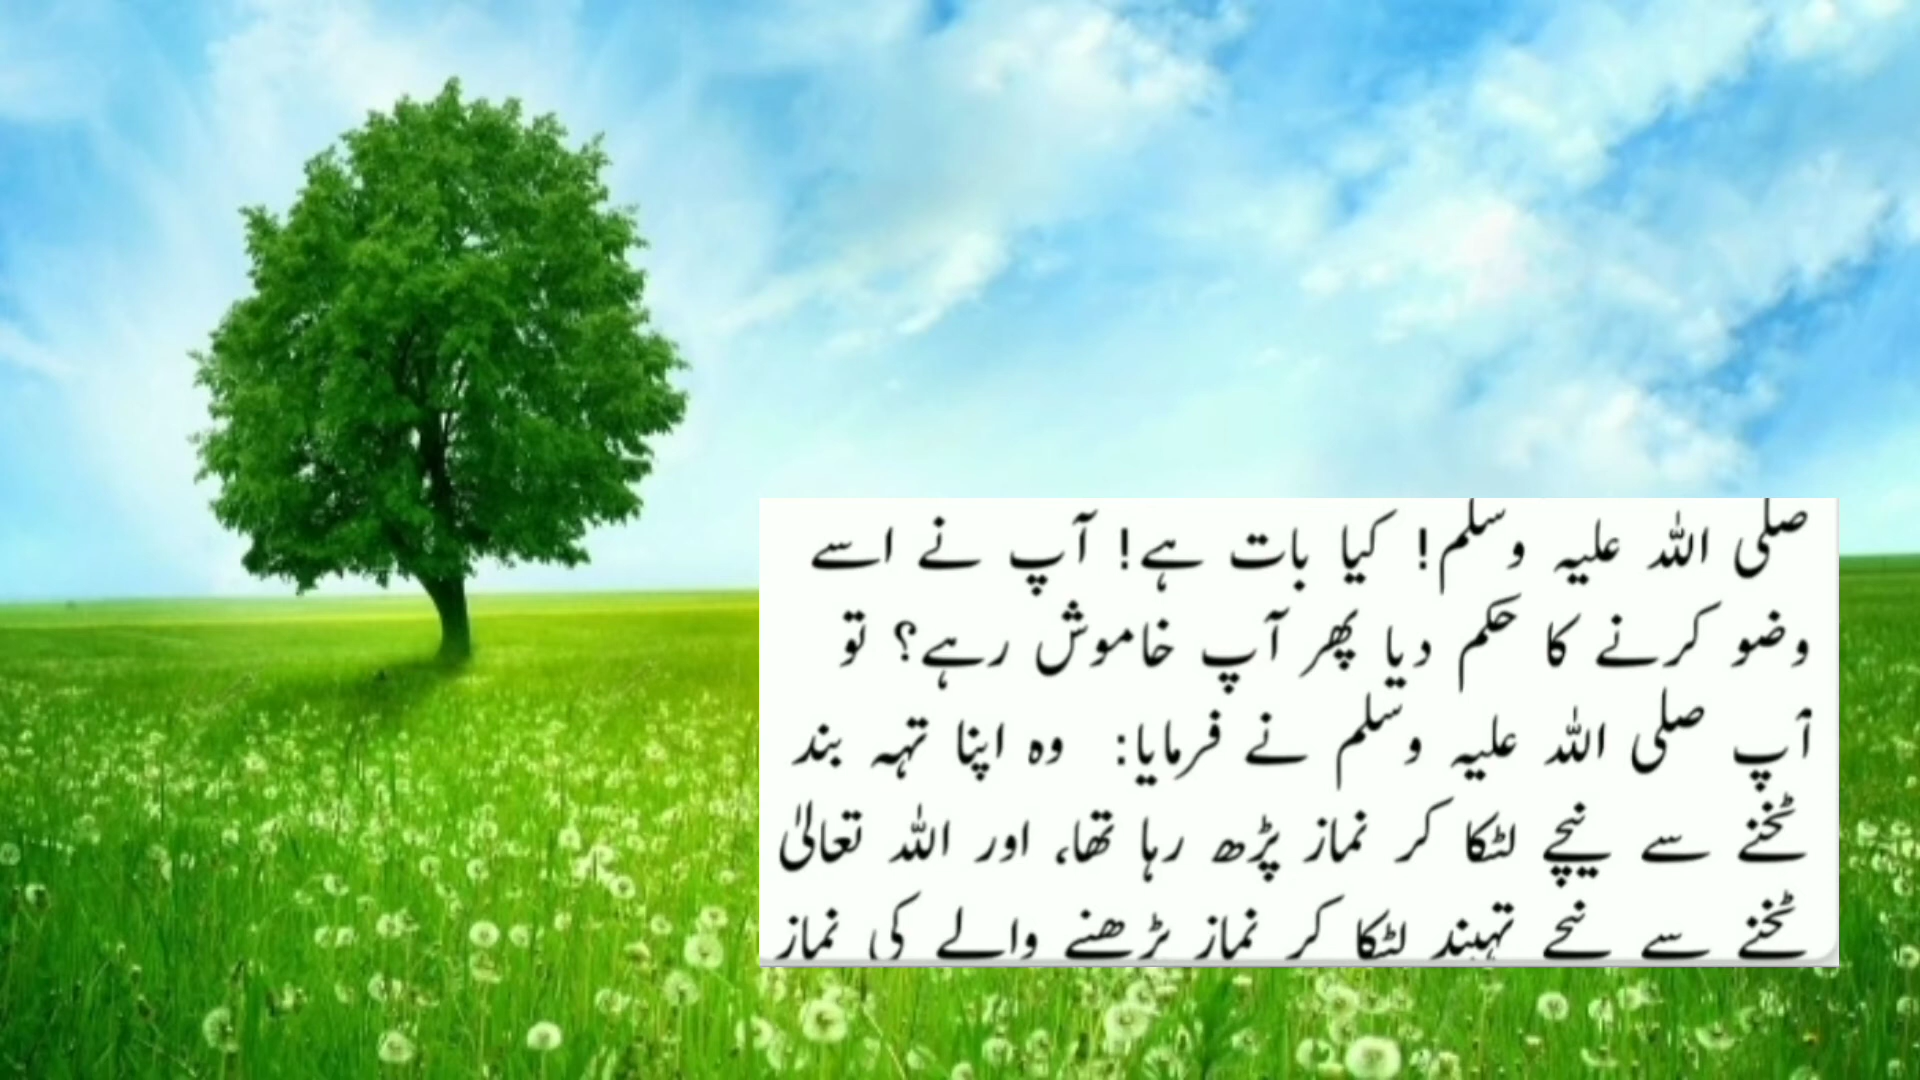 صلی اللہ علیہ وسلم! کیا بات ہے! آپ نے اسے
وضو کرنے کا حکم دیا پھر آپ خاموش رہے؟ تو
آپ صلی اللہ علیہ وسلم نے فرمایا: وہ اپنا تہہ بند
ٹخنے سے نیچے لٹکا کر نماز پڑھ رہا تھا، اور اللہ تعالیٰ
ٹخنے سے نیچے تہبند لٹکا کر نماز پڑھنے والے کی نماز